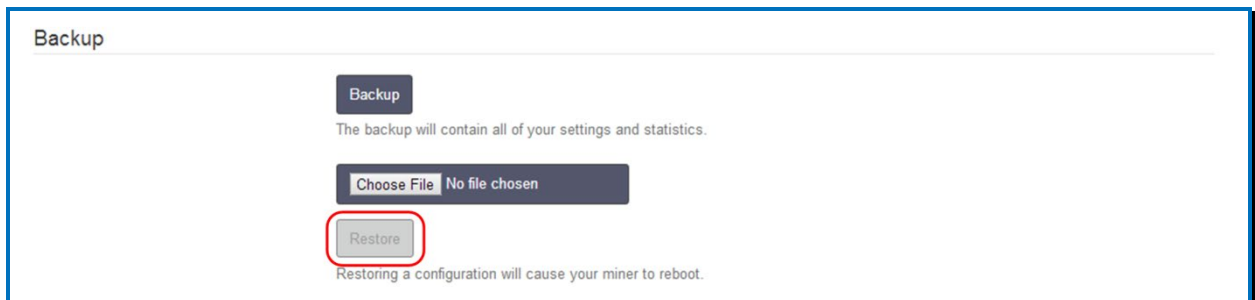 Backup
Backup
The backup will contain all of your settings and statistics.
Choose File No file chosen
Restore
Restoring a configuration will cause your miner to reboot.